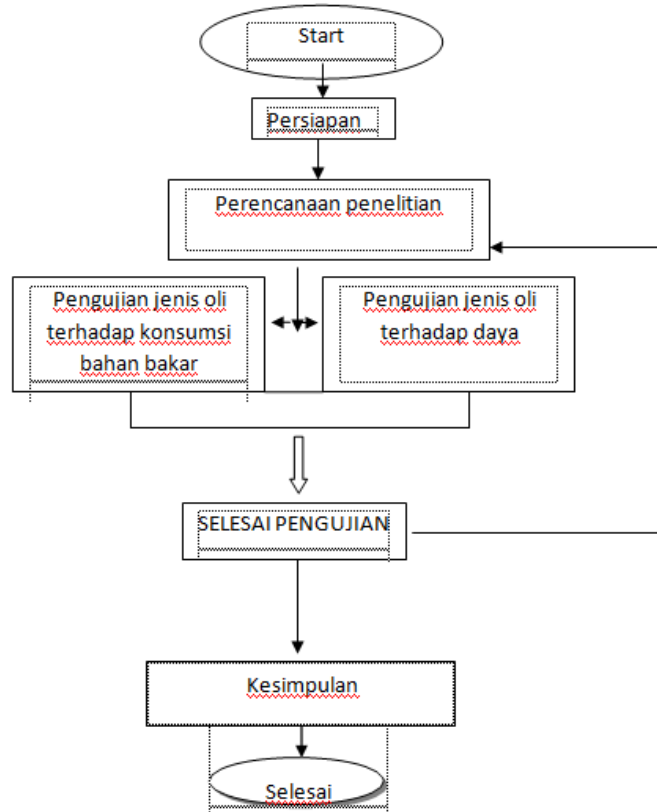 Start
Persiapan
Perencanaan penelitian
Pengujian jenis oli
terhadap konsumsi
bahan bakar
Pengujian jenis oli
terhadap daya
SELESAI PENGUJIAN
Kesimpulan
Selesai